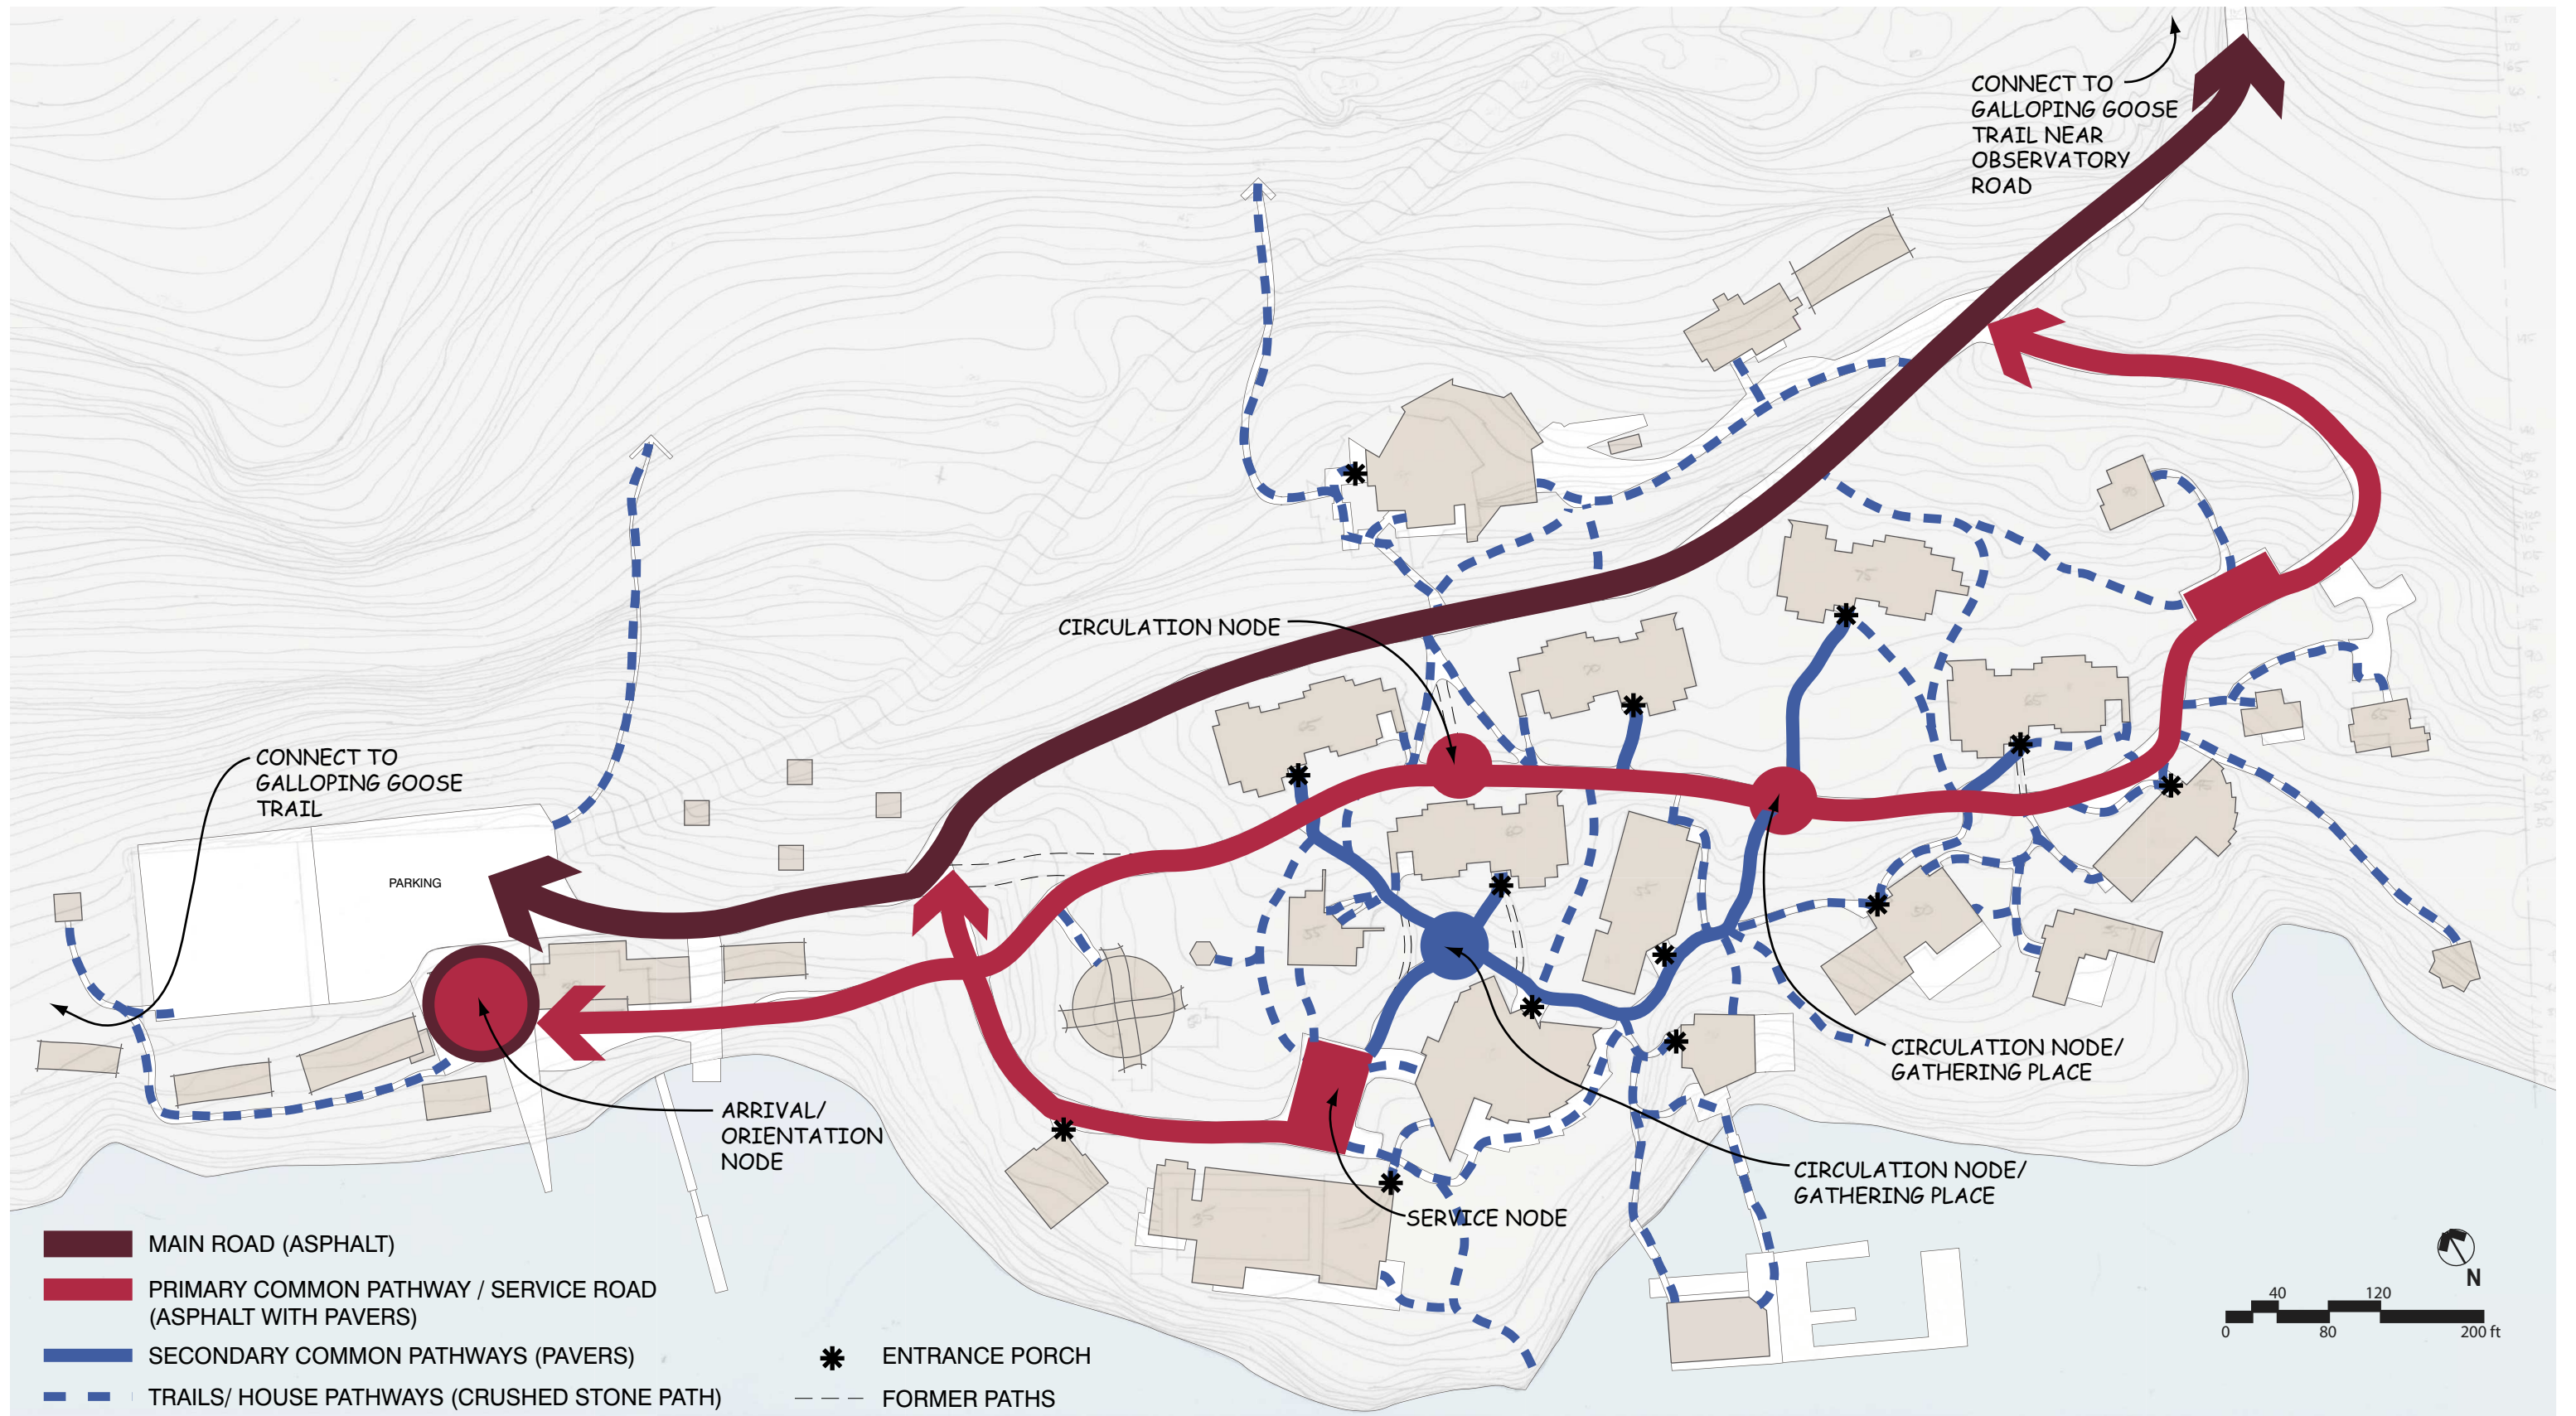 CONNECT TO
GALLOPING GOOSE
TRAIL NEAR
OBSERVATORY
ROAD
CIRCULATION NODE
CONNECT TO
GALLOPING GOOSE
TRAIL
PARKING
CIRCULATION NODE/
GATHERING PLACE
ARRIVAL/
ORIENTATION
NODE
CIRCULATION NODE/
GATHERING PLACE
SERVICE NODE
MAIN ROAD (ASPHALT)
PRIMARY COMMON PATHWAY / SERVICE ROAD
(ASPHALT WITH PAVERS)
SECONDARY COMMON PATHWAYS (PAVERS)
TRAILS/ HOUSE PATHWAYS (CRUSHED STONE PATH)
ENTRANCE PORCH
FORMER PATHS
N
40 120
0 80 200 ft